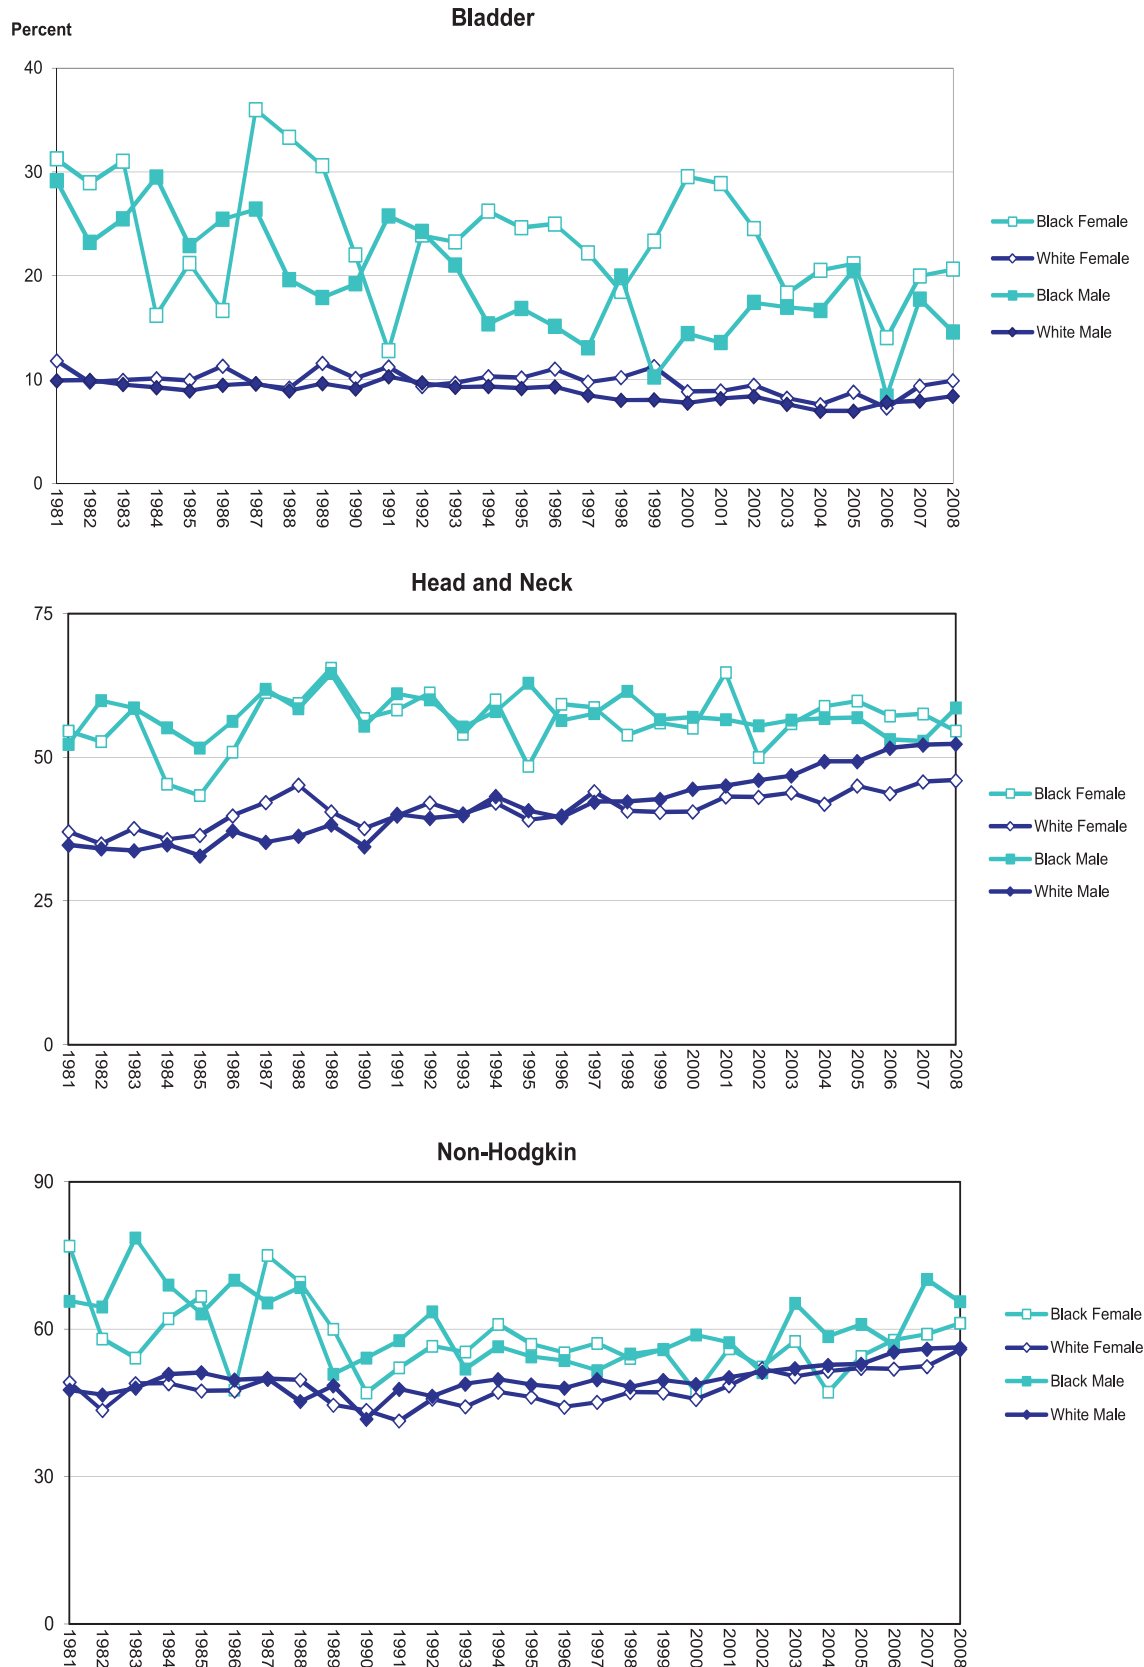 Bladder
Percent
40
30
20
10
0
1981 1982 1983 1984 1985 1986 1987 1988 1989 1990 1991 1992 1993 1994 1995 1996 1997 1998 1999 2000 2001 2002 2003 2004 2005 2006 2007 2008
Black Female
White Female
Black Male
White Male
Head and Neck
75
50
25
0
1981 1982 1983 1984 1985 1986 1987 1988 1989 1990 1991 1992 1993 1994 1995 1996 1997 1998 1999 2000 2001 2002 2003 2004 2005 2006 2007 2008
Black Female
White Female
Black Male
White Male
Non-Hodgkin
90
60
30
0
1981 1982 1983 1984 1985 1986 1987 1988 1989 1990 1991 1992 1993 1994 1995 1996 1997 1998 1999 2000 2001 2002 2003 2004 2005 2006 2007 2008
Black Female
White Female
Black Male
White Male